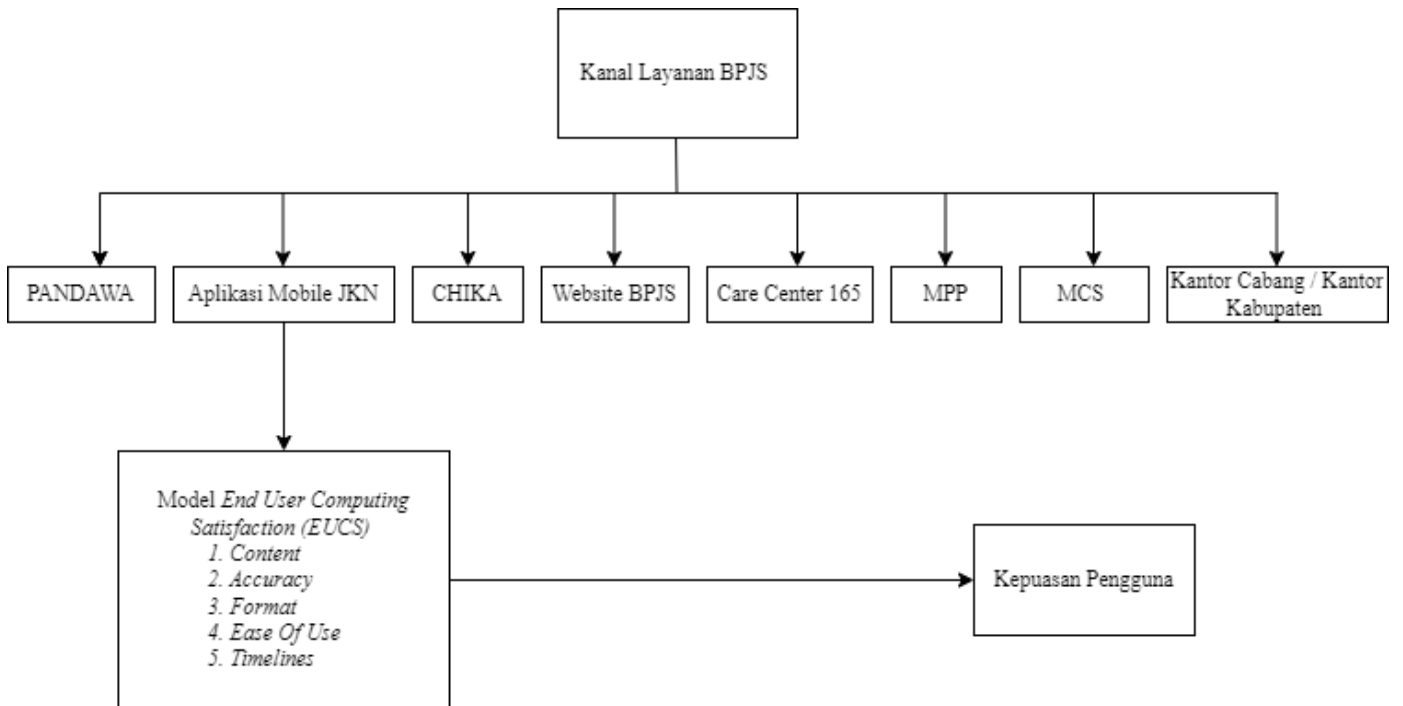 Kanal Layanan BPJS
PANDAWA
Aplikasi Mobile JKN
CHIKA
Website BPJS
Care Center 165
MPP
MCS
Kantor Cabang / Kantor
Kabupaten
Model End User Computing
Satisfaction (EUCS)
1. Content
2. Accuracy
3. Format
4. Ease Of Use
5. Timelines
Kepuasan Pengguna